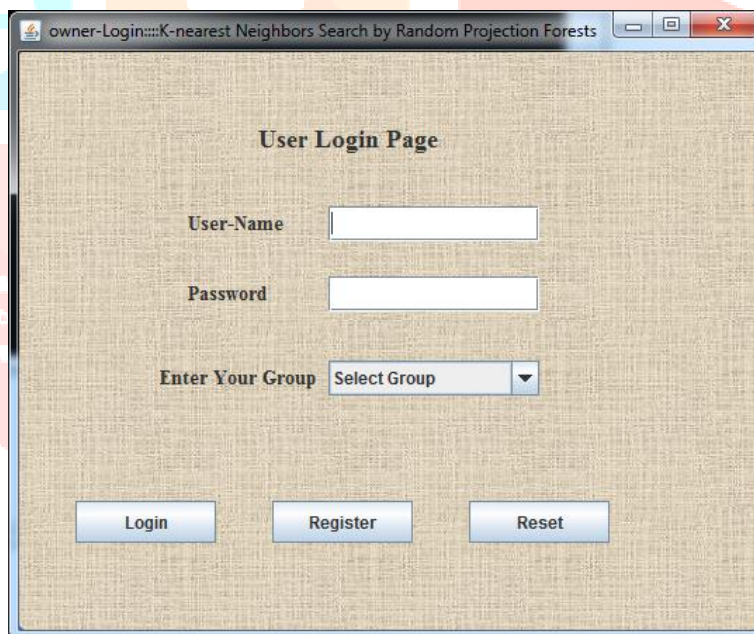 owner-Login::::K-nearest Neighbors Search by Random Projection Forests
User Login Page
User-Name
Password
Enter Your Group Select Group
Login Register Reset